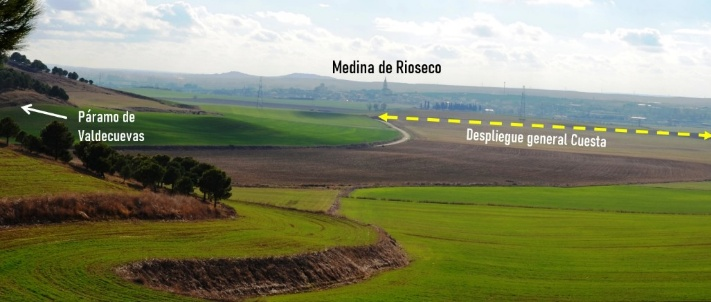 Medina de Rioseco
Páramo de
Valdecuevas
Despliegue general Cuesta